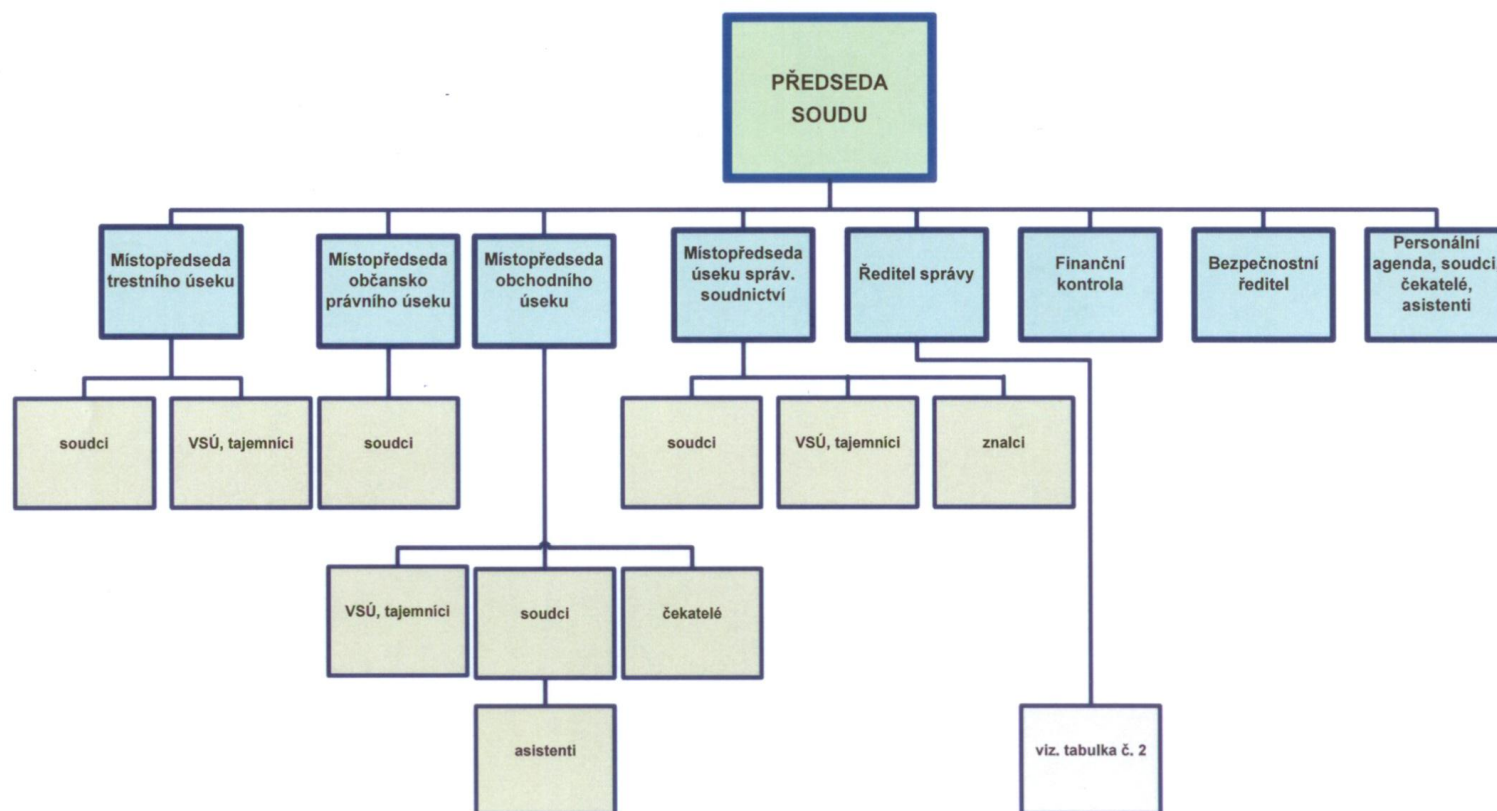 PŘEDSEDA
SOUDU
Místopředseda
trestního úseku
Místopředseda
občansko
právního úseku
Místopředseda
obchodního
úseku
Místopředseda
úseku správ.
soudnictví
Ředitel správy
Finanční
kontrola
Bezpečnostní
ředitel
Personální
agenda, soudci
čekatelé,
asistenti
soudci
VSÚ, tajemníci
soudci
soudci
VSÚ, tajemníci
znalci
VSÚ, tajemníci
soudci
čekatelé
asistenti
viz. tabulka č. 2